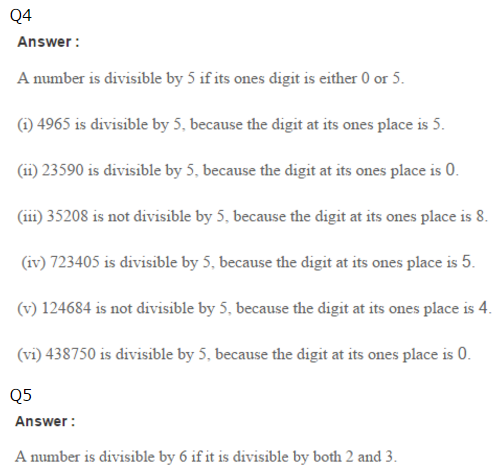 Q4
Answer :
A number is divisible by 5 if its ones digit is either 0 or 5.
(i) 4965 is divisible by 5, because the digit at its ones place is 5.
(ii) 23590 is divisible by 5, because the digit at its ones place is 0.
(iii) 35208 is not divisible by 5, because the digit at its ones place is 8.
(iv) 723405 is divisible by 5, because the digit at its ones place is 5.
(v) 124684 is not divisible by 5, because the digit at its ones place is 4.
(vi) 438750 is divisible by 5, because the digit at its ones place is 0.
Q5
Answer :
A number is divisible by 6 if it is divisible by both 2 and 3.